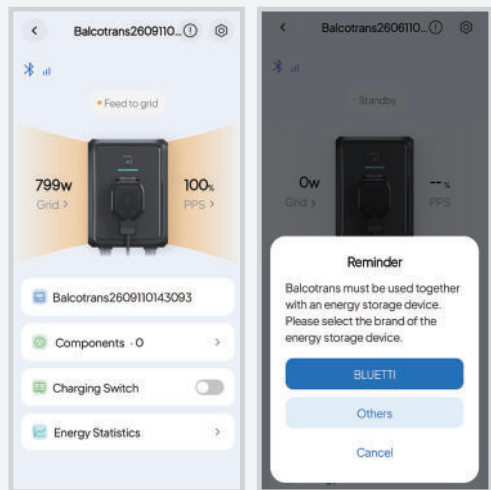 Balcotrans2609110...
Feed to grid
799w
Grid >
100%
PPS >
Balcotrans2609110143093
Components · 0
Charging Switch
Energy Statistics
Balcotrans2606110...
Standby
0w
Grid >
--%
PPS
Reminder
Balcotrans must be used together
with an energy storage device.
Please select the brand of the
energy storage device.
BLUETTI
Others
Cancel